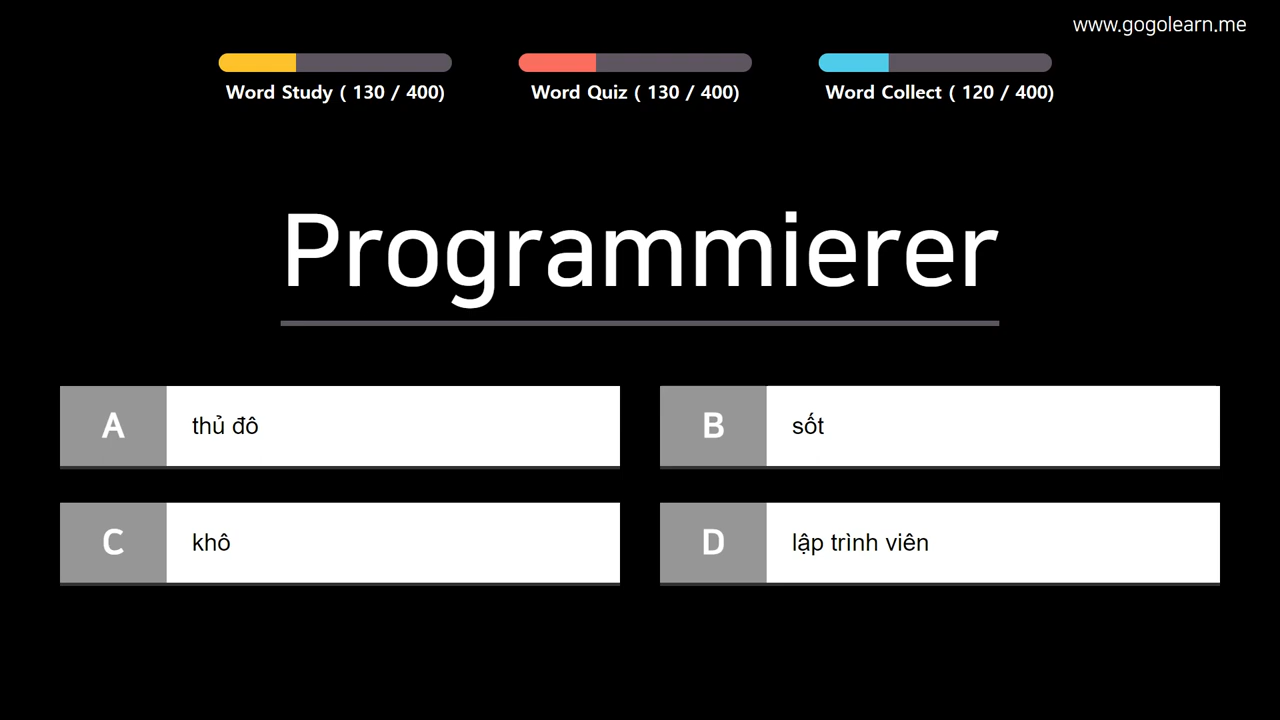 www.gogolearn.me
Word Study ( 130 / 400)
Word Quiz ( 130 / 400)
Word Collect ( 120 / 400)
Programmierer
A thủ đô
B sốt
C khô
D lập trình viên